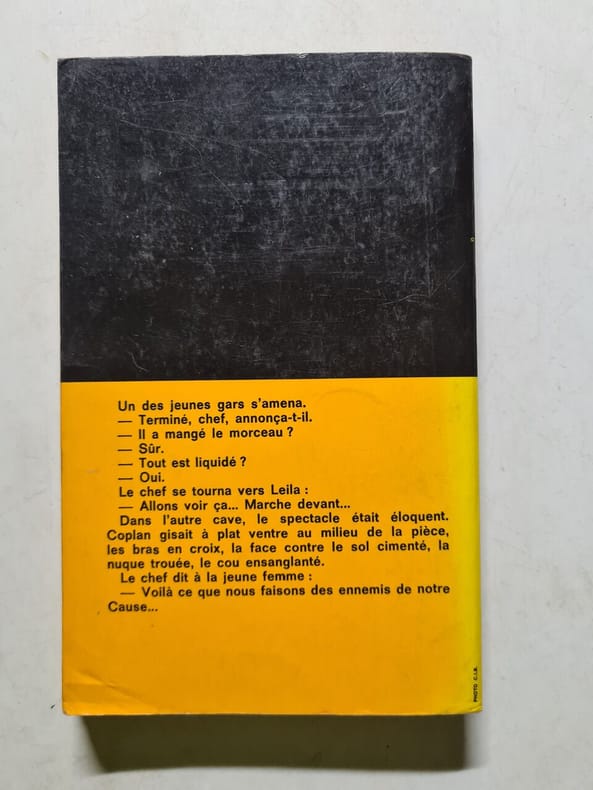 Un des jeunes gars s'amena.
— Terminé, chef, annonça-t-il.
— Il a mangé le morceau ?
— Sûr.
— Tout est liquidé ?
— Oui.
Le chef se tourna vers Leila :
— Allons voir ça... Marche devant...
Dans l'autre cave, le spectacle était éloquent.
Coplan gisait à plat ventre au milieu de la pièce,
les bras en croix, la face contre le sol cimenté, la
nuque trouée, le cou ensanglanté.
Le chef dit à la jeune femme :
— Voilà ce que nous faisons des ennemis de notre
Cause...
PHOTO C.I.R.